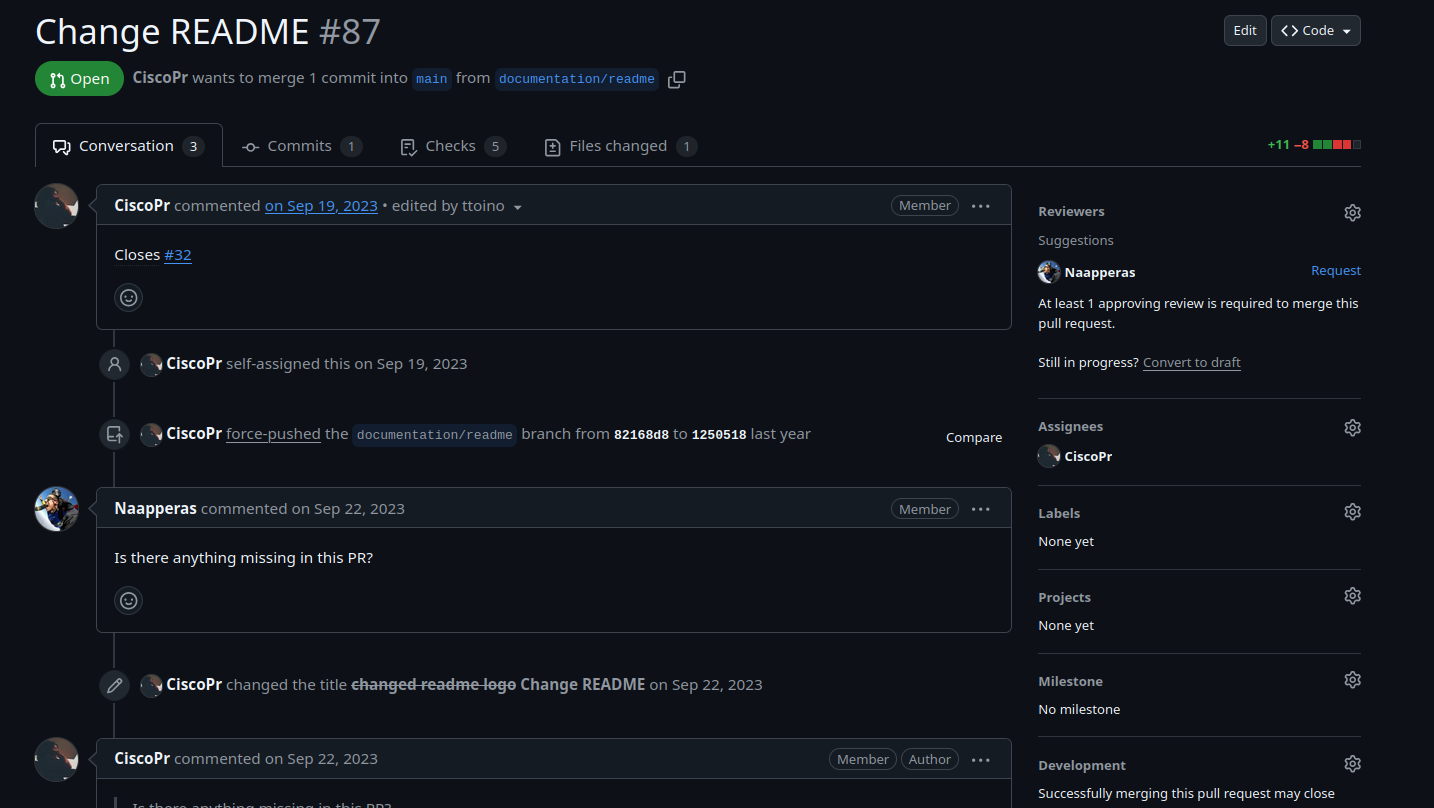 Change README #87
Edit
Code
Open
CiscoPr wants to merge 1 commit into main from documentation/readme
Conversation 3
Commits 1
Checks 5
Files changed 1
+11 −8
CiscoPr commented on Sep 19, 2023 • edited by ttoino
Member
Closes #32
CiscoPr self-assigned this on Sep 19, 2023
CiscoPr force-pushed the documentation/readme branch from 82168d8 to 1250518 last year
Compare
Naapperas commented on Sep 22, 2023
Member
Is there anything missing in this PR?
CiscoPr changed the title changed readme logo Change README on Sep 22, 2023
CiscoPr commented on Sep 22, 2023
Member
Author
Is there anything missing in this PR?
Reviewers
Suggestions
Naapperas
Request
At least 1 approving review is required to merge this
pull request.
Still in progress? Convert to draft
Assignees
CiscoPr
Labels
None yet
Projects
None yet
Milestone
No milestone
Development
Successfully merging this pull request may close